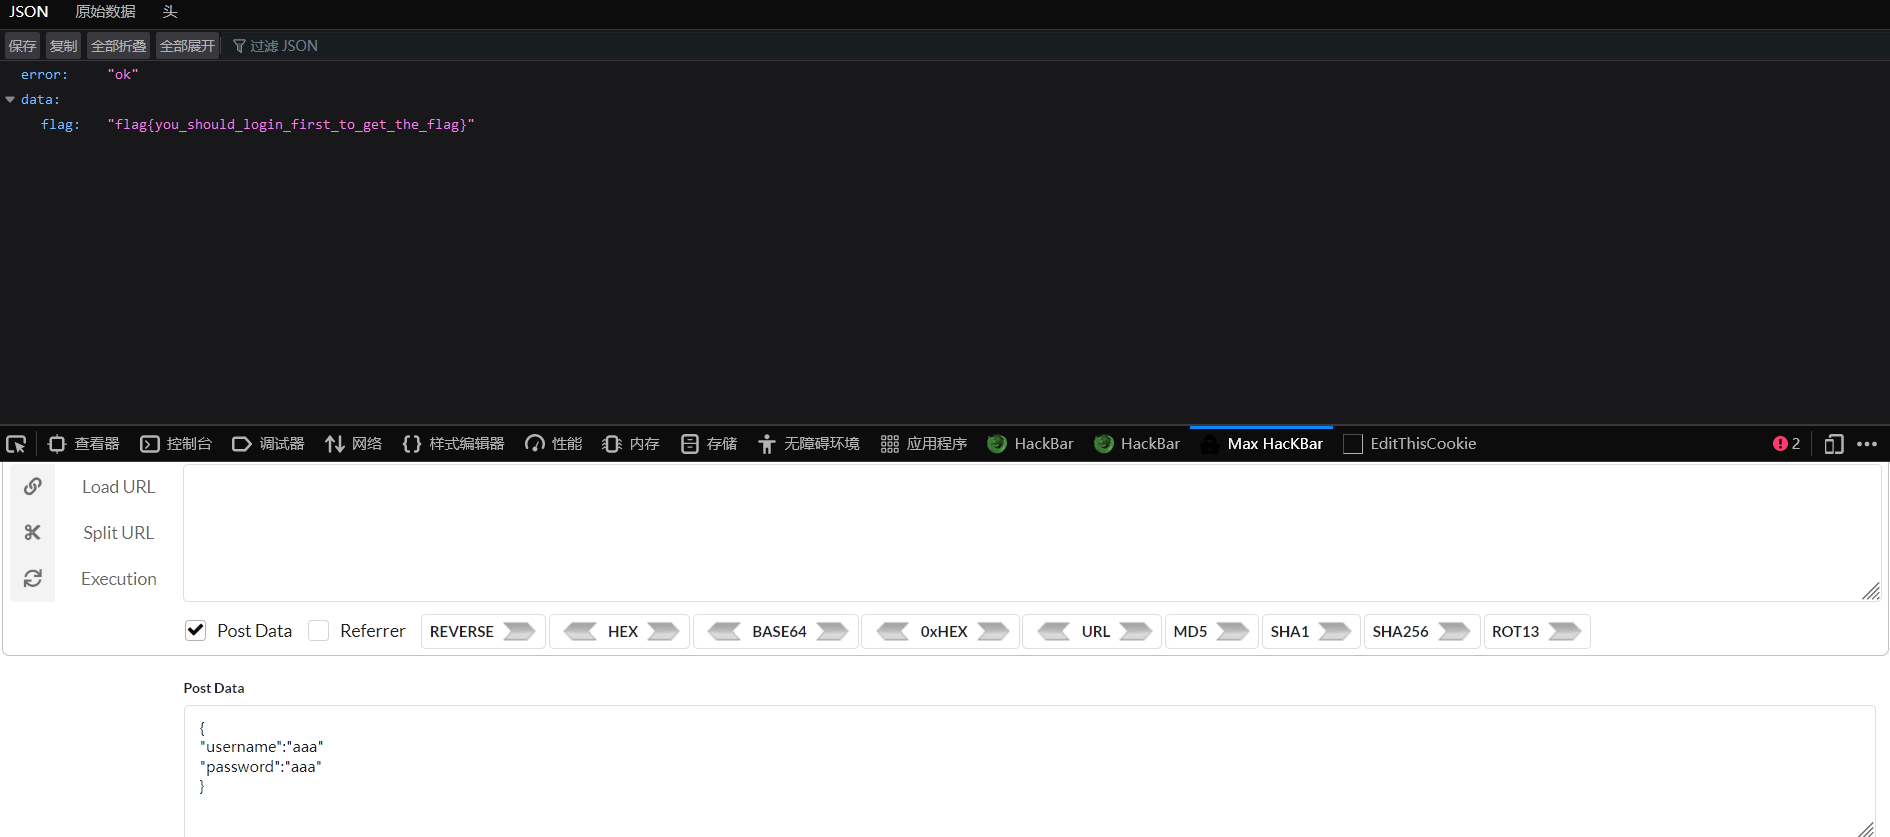 JSON 原始数据 头
保存 复制 全部折叠 全部展开 过滤 JSON
error: "ok"
data:
flag: "flag{you_should_login_first_to_get_the_flag}"
查看器 控制台 调试器 网络 样式编辑器 性能 内存 存储 无障碍环境 应用程序 HackBar HackBar Max HacKBar EditThisCookie 2
Load URL
Split URL
Execution
Post Data Referrer REVERSE HEX BASE64 0xHEX URL MD5 SHA1 SHA256 ROT13
Post Data
{
"username":"aaa"
"password":"aaa"
}